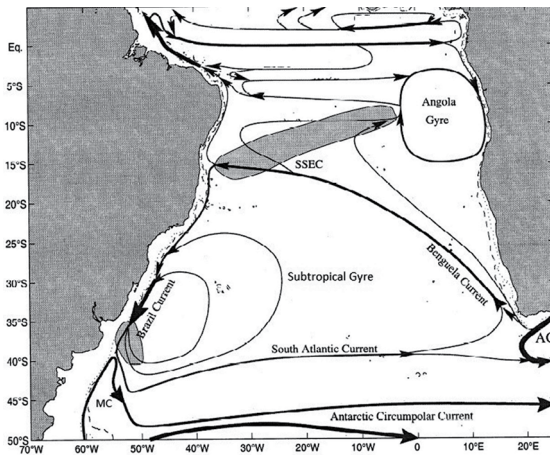 Eq.
5°S
10°S
15°S
20°S
25°S
30°S
35°S
40°S
45°S
50°S
70°W
60°W
50°W
40°W
30°W
20°W
10°W
0
10°E
20°E
Angola
Gyre
SSEC
Benguela Current
Subtropical Gyre
Brazil Current
South Atlantic Current
AC
MC
Antarctic Circumpolar Current